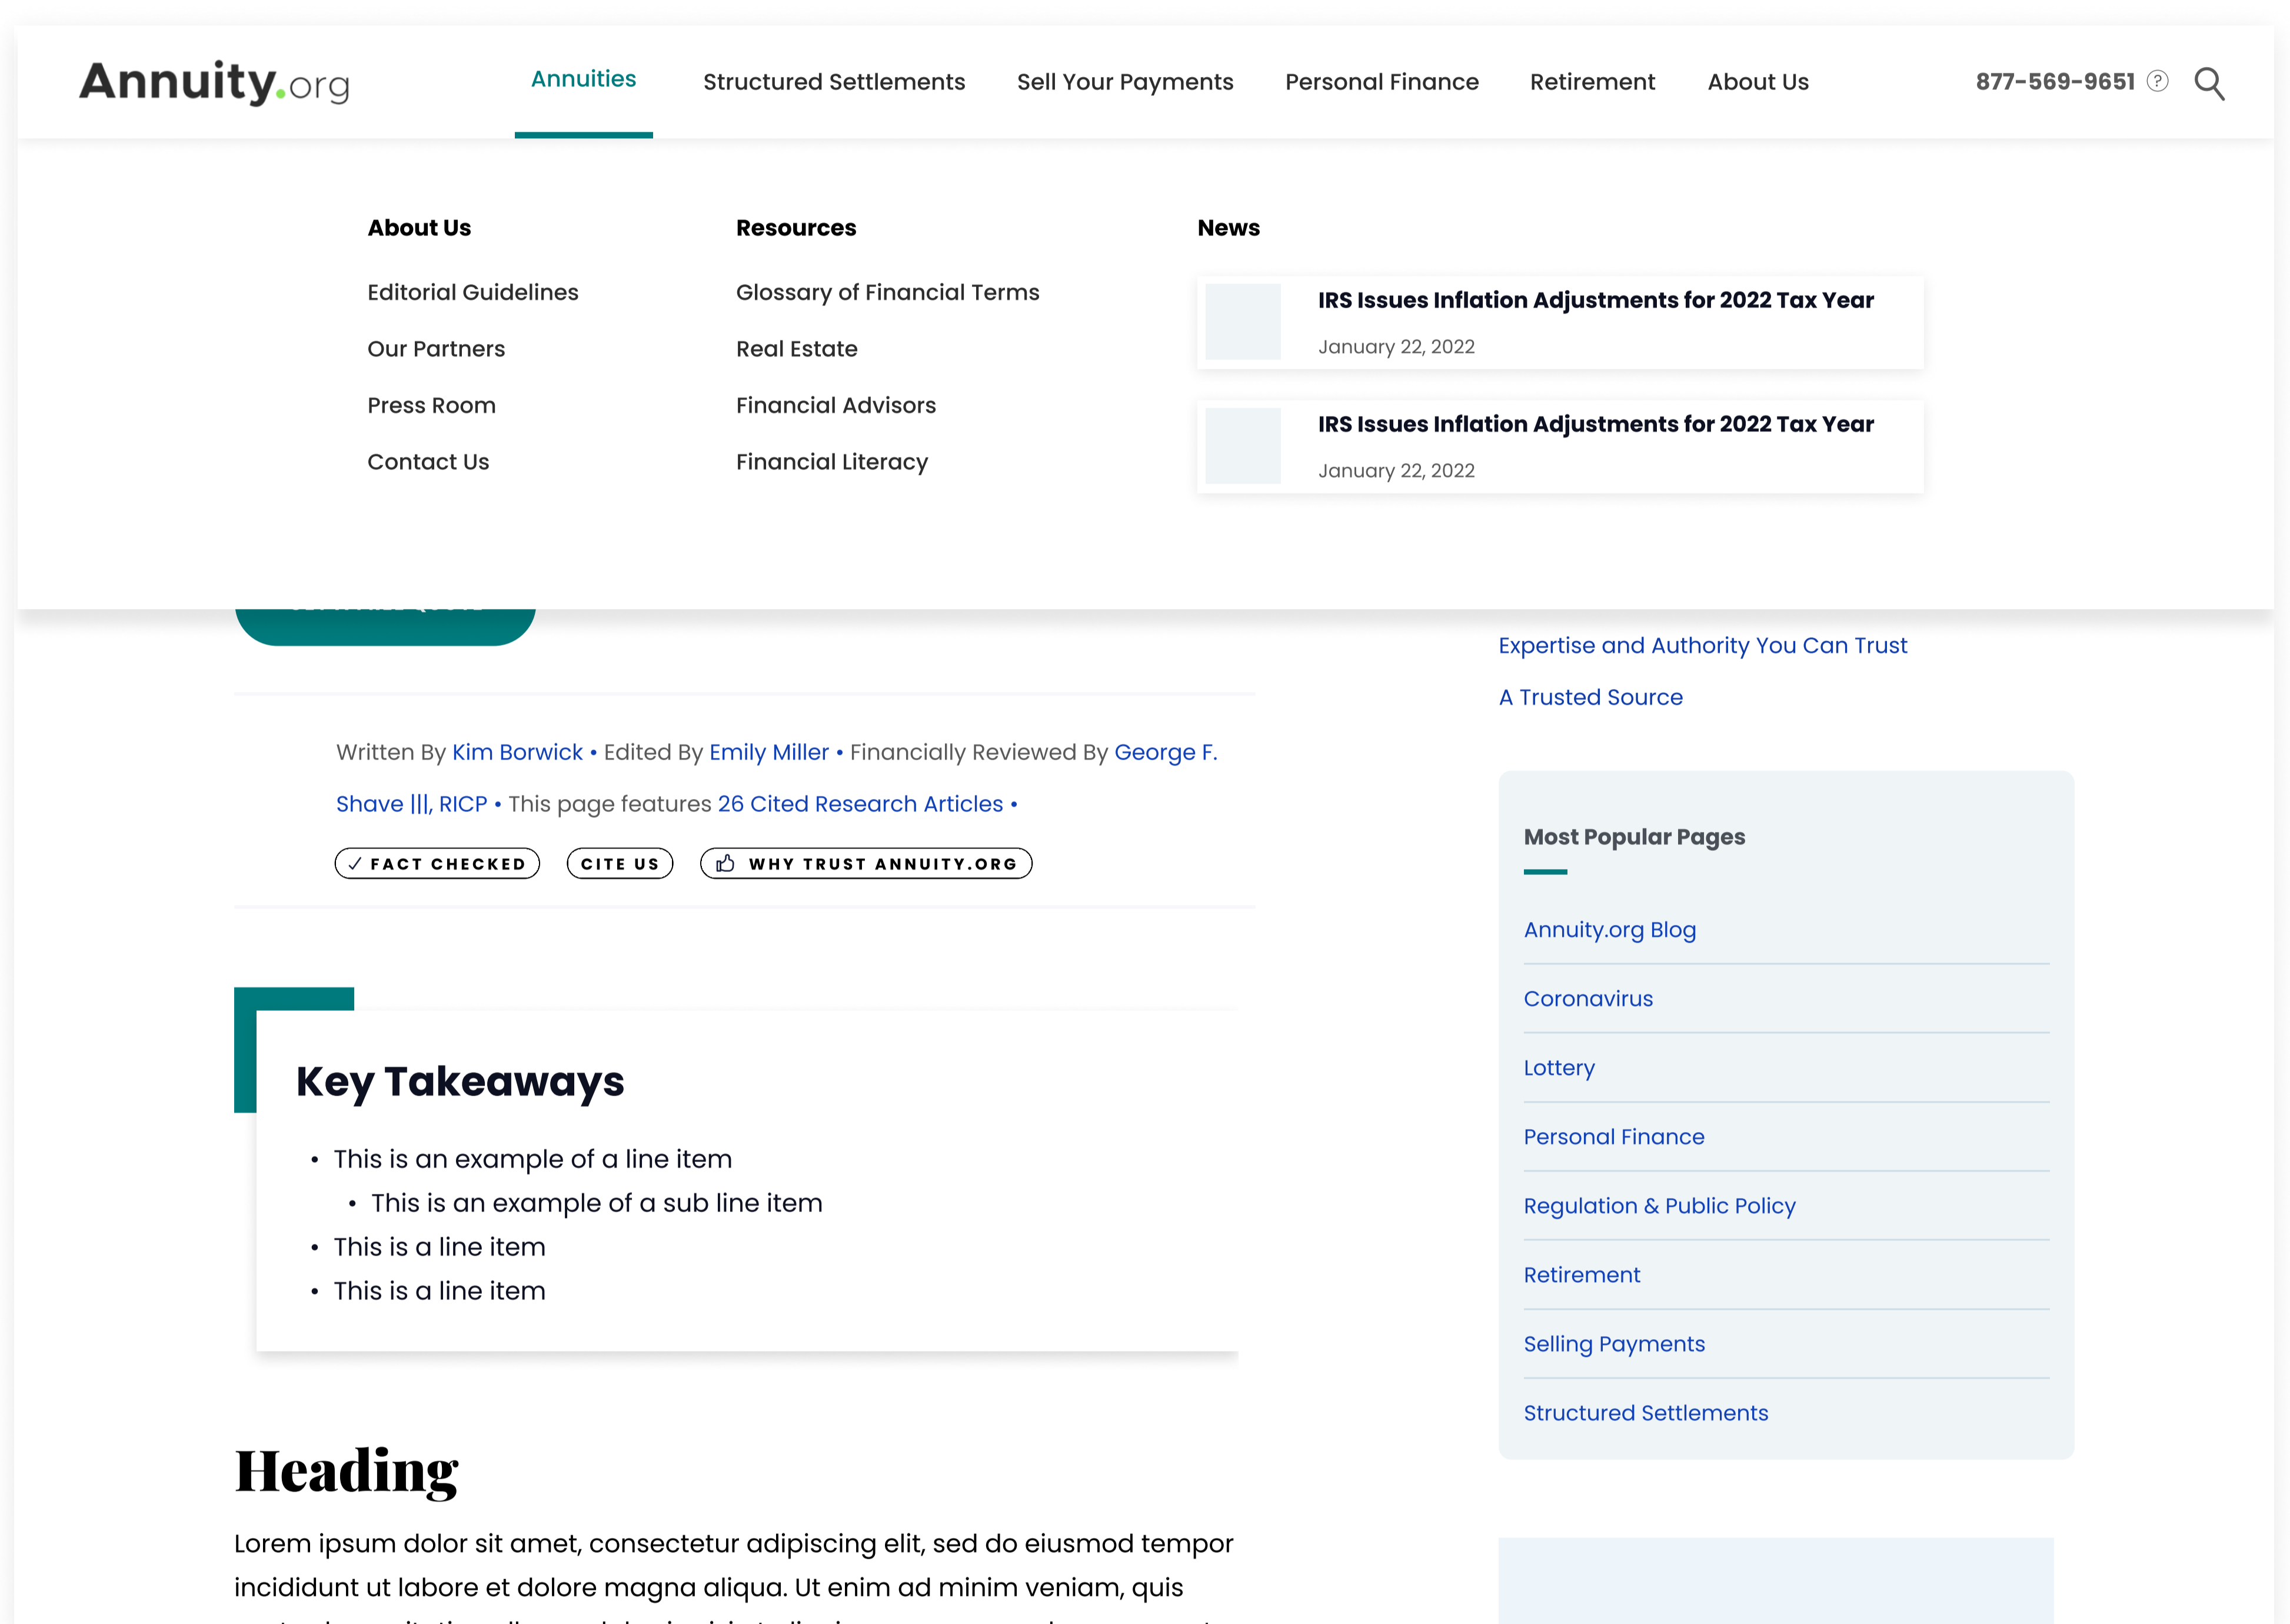 Annuity.org
Annuities
Structured Settlements
Sell Your Payments
Personal Finance
Retirement
About Us
877-569-9651 ?
About Us
Editorial Guidelines
Our Partners
Press Room
Contact Us
Resources
Glossary of Financial Terms
Real Estate
Financial Advisors
Financial Literacy
News
IRS Issues Inflation Adjustments for 2022 Tax Year
January 22, 2022
IRS Issues Inflation Adjustments for 2022 Tax Year
January 22, 2022
Written By Kim Borwick • Edited By Emily Miller • Financially Reviewed By George F.
Shave |||, RICP • This page features 26 Cited Research Articles •
FACT CHECKED
CITE US
WHY TRUST ANNUITY.ORG
Key Takeaways
• This is an example of a line item
• This is an example of a sub line item
• This is a line item
• This is a line item
Heading
Lorem ipsum dolor sit amet, consectetur adipiscing elit, sed do eiusmod tempor
incididunt ut labore et dolore magna aliqua. Ut enim ad minim veniam, quis
Expertise and Authority You Can Trust
A Trusted Source
Most Popular Pages
Annuity.org Blog
Coronavirus
Lottery
Personal Finance
Regulation & Public Policy
Retirement
Selling Payments
Structured Settlements